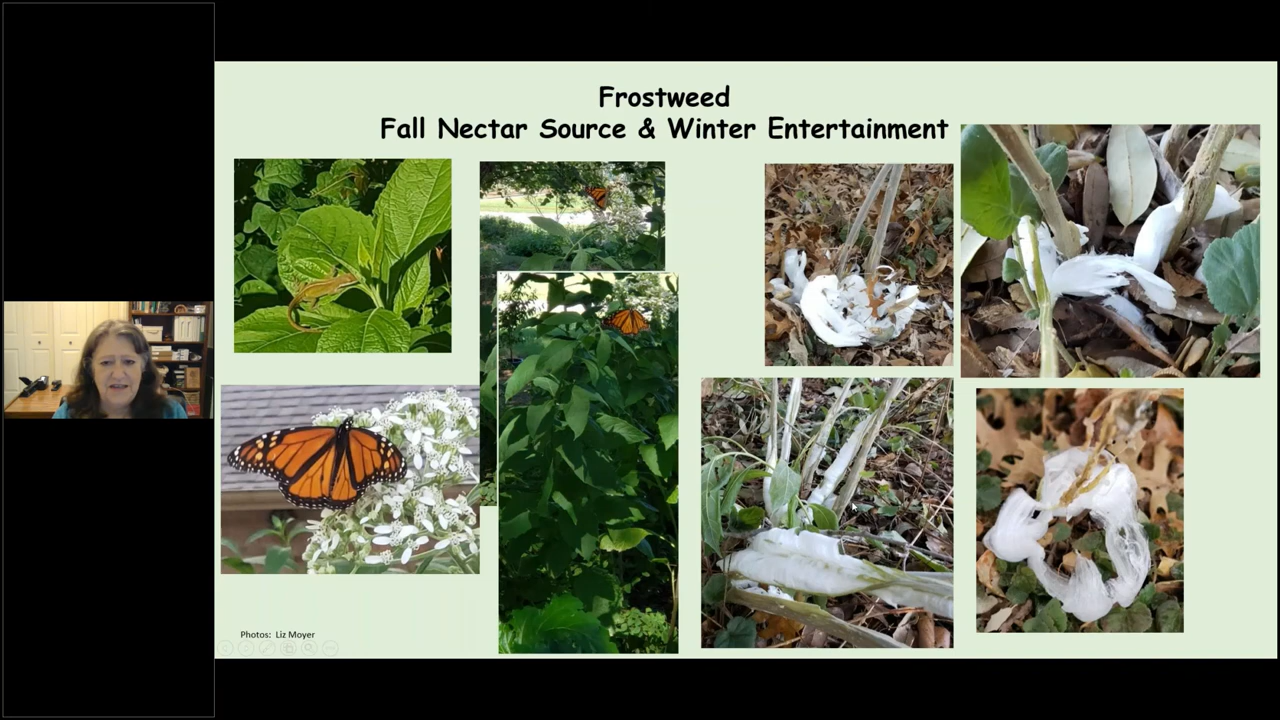 Frostweed
Fall Nectar Source & Winter Entertainment
Photos: Liz Moyer